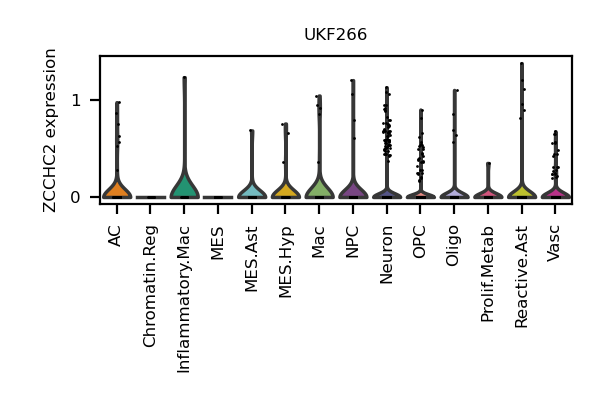 UKF266
ZCCHC2 expression
1
0
AC
Chromatin.Reg
Inflammatory.Mac
MES
MES.Ast
MES.Hyp
Mac
NPC
Neuron
OPC
Oligo
Prolif.Metab
Reactive.Ast
Vasc